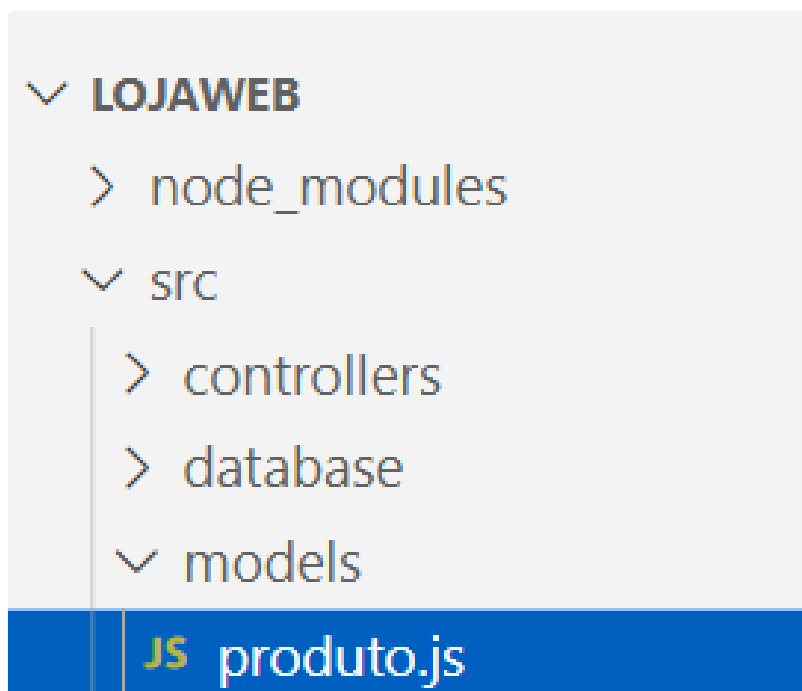 LOJAWEB
node_modules
src
controllers
database
models
JS produto.js